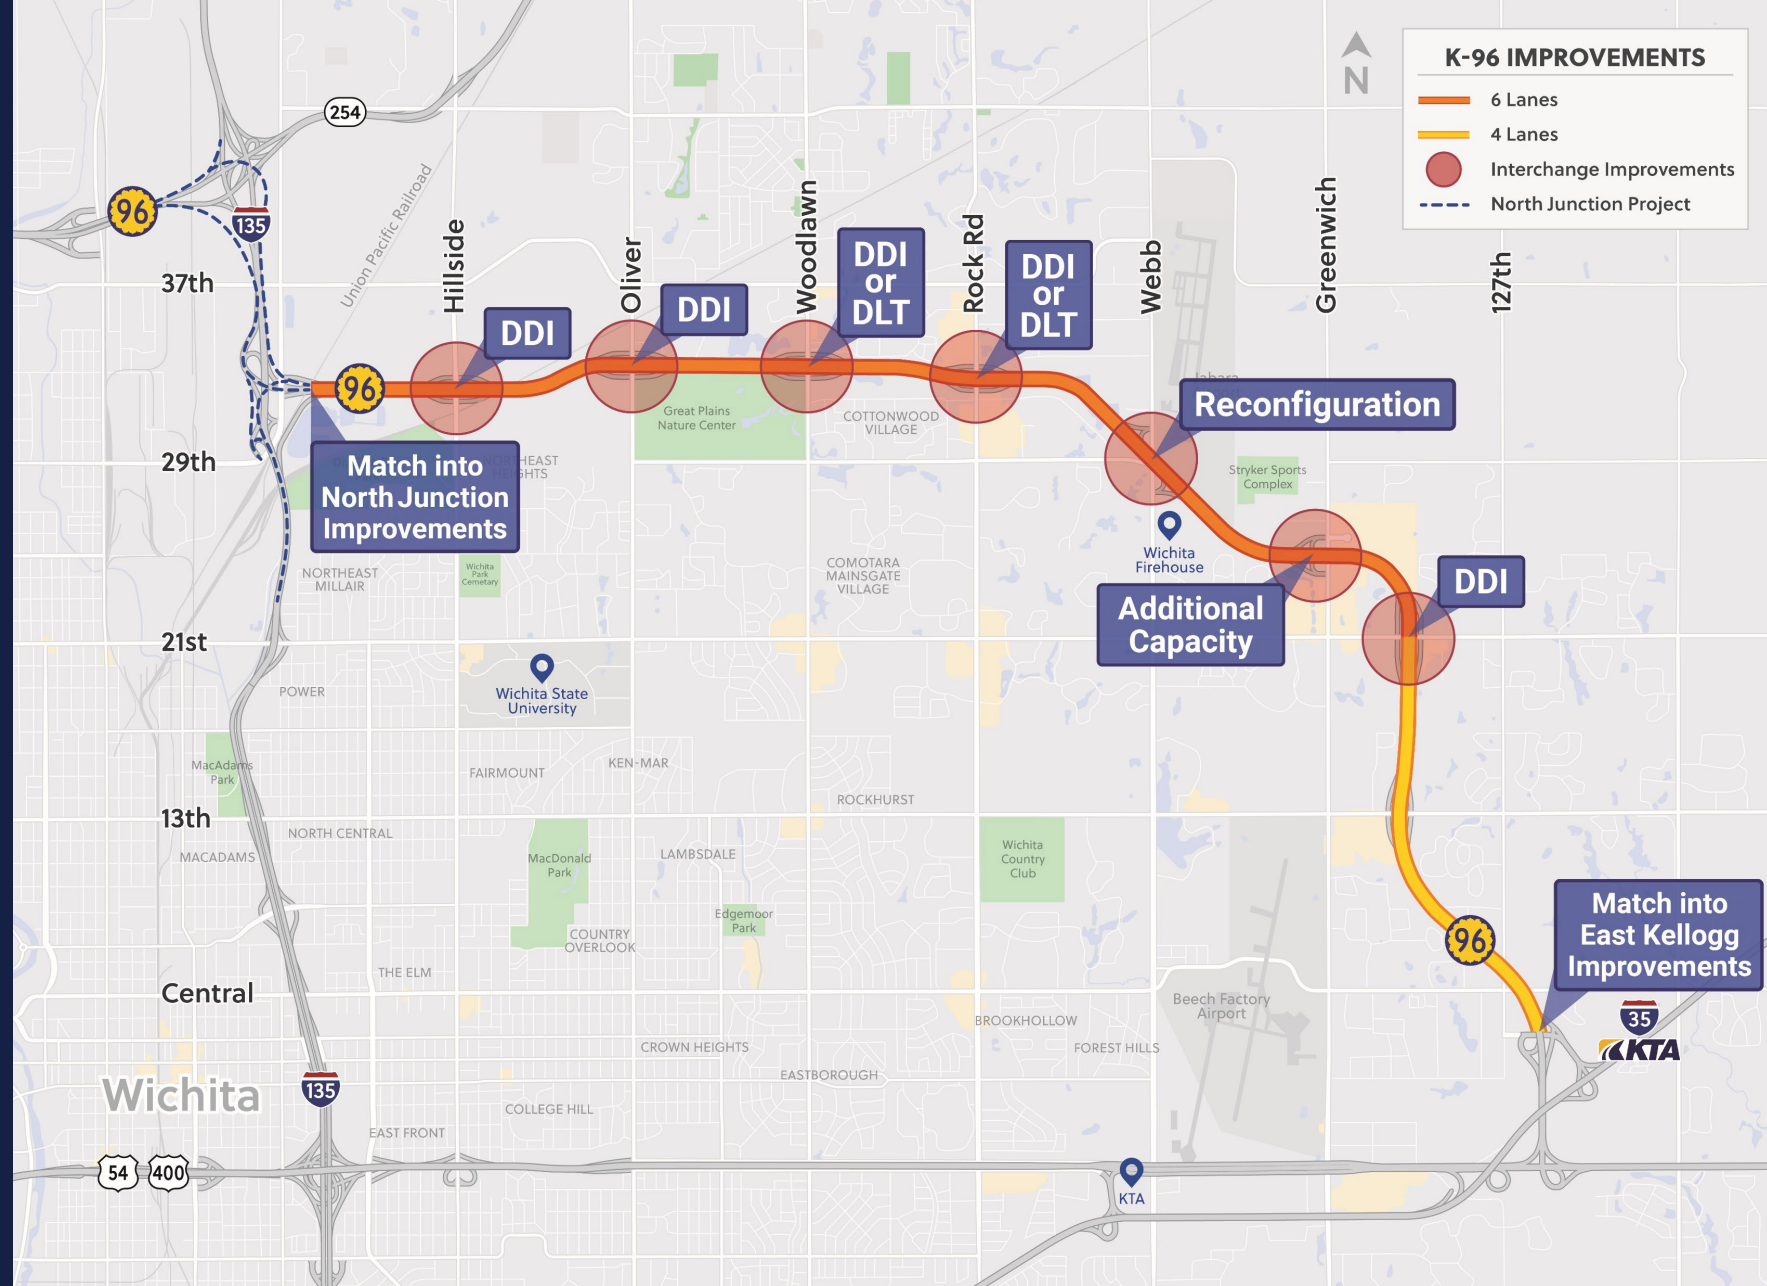 K-96 IMPROVEMENTS
6 Lanes
4 Lanes
Interchange Improvements
North Junction Project
N
254
96
135
Union Pacific Railroad
37th
29th
21st
13th
Central
Hillside
Oliver
Woodlawn
Rock Rd
Webb
Greenwich
127th
DDI
DDI
DDI
or
DLT
DDI
or
DLT
96
Jabara
Reconfiguration
Great Plains
Nature Center
COTTONWOOD
VILLAGE
Match into
North Junction
Improvements
NORTHEAST
HEIGHTS
Stryker Sports
Complex
Wichita
Firehouse
Wichita
Park
Cemetary
NORTHEAST
MILLAIR
COMOTARA
MAINSGATE
VILLAGE
DDI
Additional
Capacity
POWER
Wichita State
University
MacAdams
Park
FAIRMOUNT
KEN-MAR
ROCKHURST
NORTH CENTRAL
MACADAMS
MacDonald
Park
LAMBSDALE
Wichita
Country
Club
Edgemoor
Park
COUNTRY
OVERLOOK
THE ELM
96
Match into
East Kellogg
Improvements
Beech Factory
Airport
BROOKHOLLOW
CROWN HEIGHTS
FOREST HILLS
EASTBOROUGH
35
KTA
Wichita
135
COLLEGE HILL
EAST FRONT
54
400
KTA